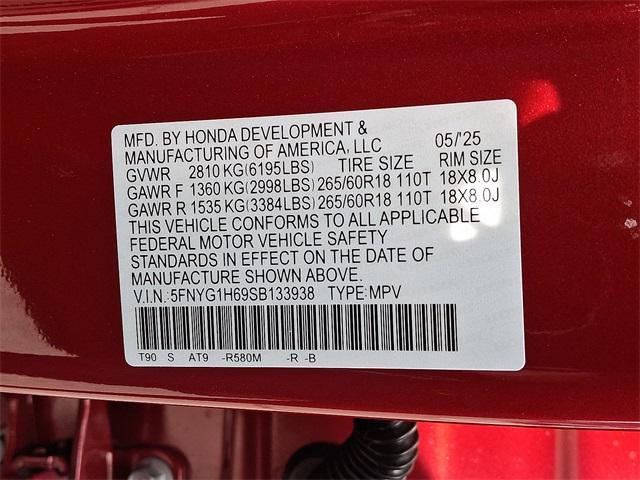 MFD. BY HONDA DEVELOPMENT &
MANUFACTURING OF AMERICA, LLC 05/'25
GVWR 2810 KG(6195LBS) TIRE SIZE RIM SIZE
GAWR F 1360 KG(2998LBS) 265/60R18 110T 18X8.0J
GAWR R 1535 KG(3384LBS) 265/60R18 110T 18X8.0J
THIS VEHICLE CONFORMS TO ALL APPLICABLE
FEDERAL MOTOR VEHICLE SAFETY
STANDARDS IN EFFECT ON THE DATE OF
MANUFACTURE SHOWN ABOVE.
V.I.N.:5FNYG1H69SB133938 TYPE:MPV
T90 S AT9 -R580M -R -B